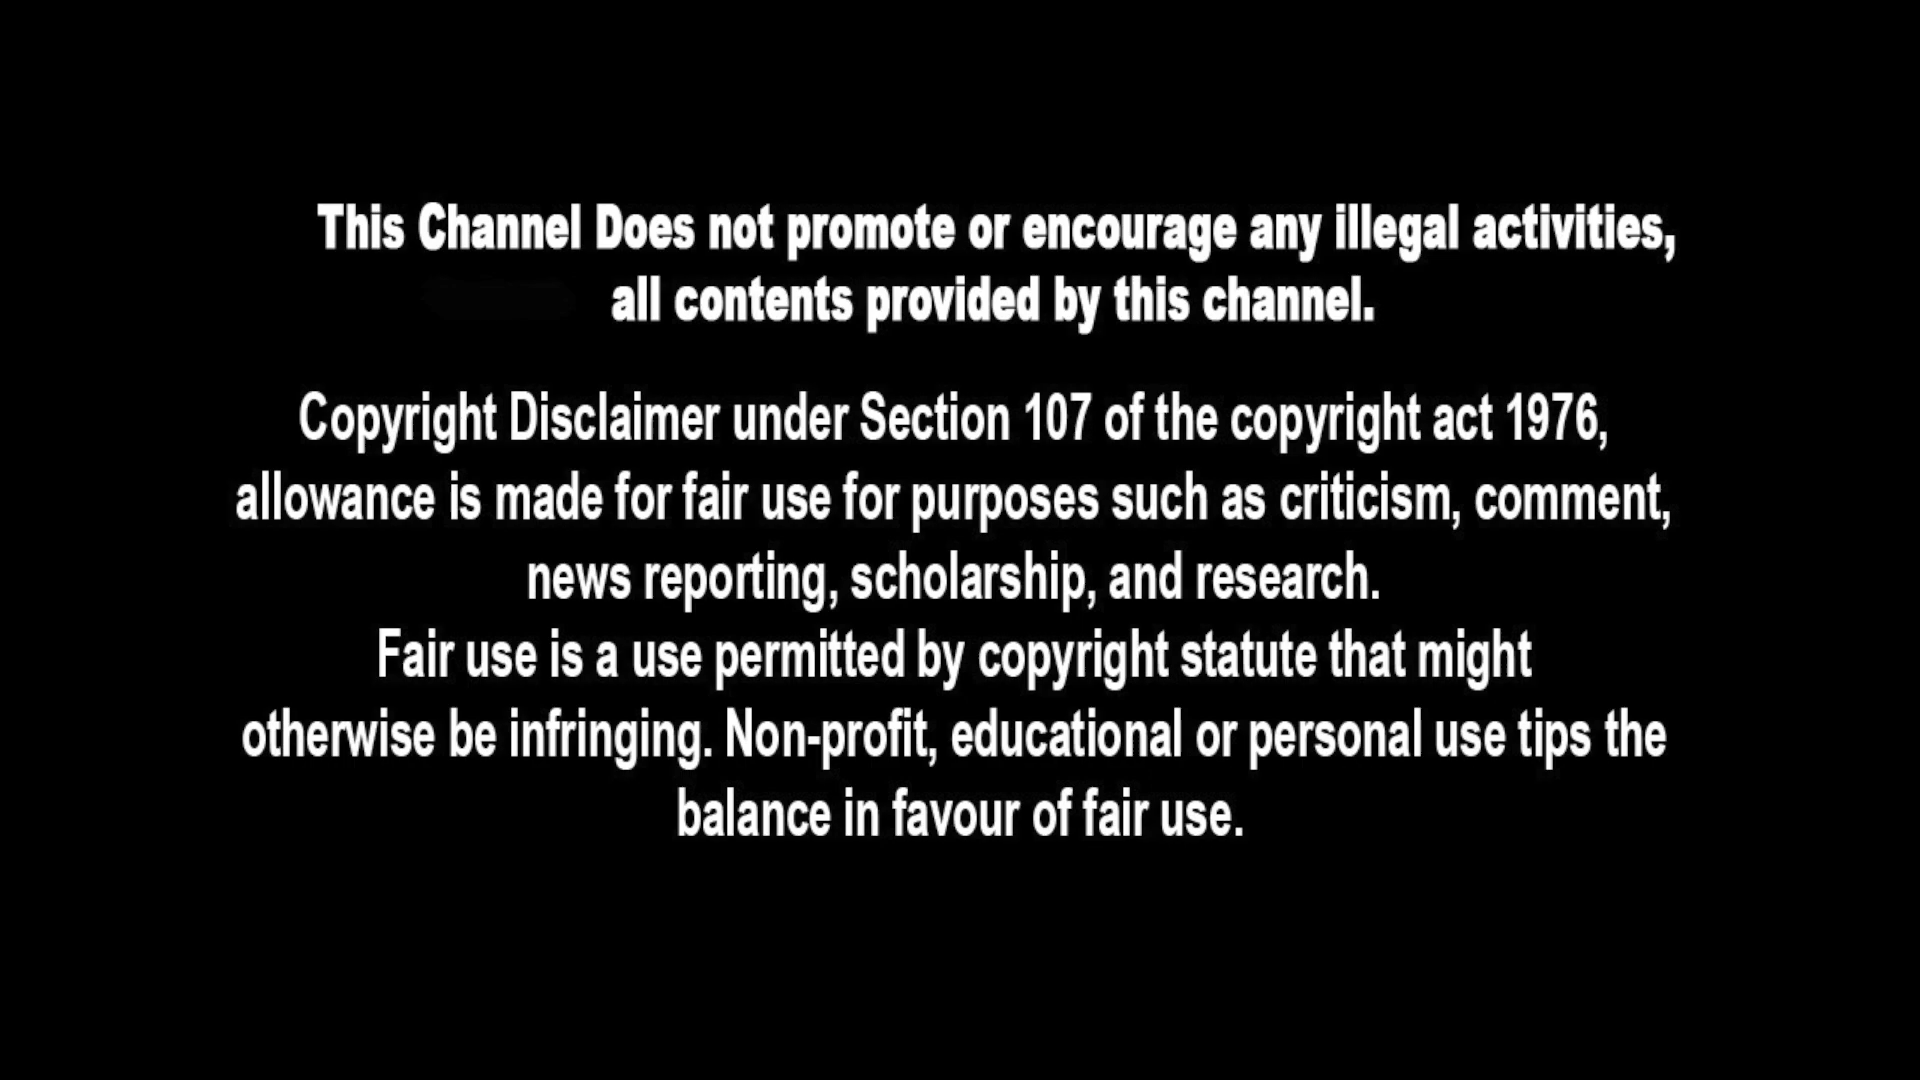 This Channel Does not promote or encourage any illegal activities,
all contents provided by this channel.
Copyright Disclaimer under Section 107 of the copyright act 1976,
allowance is made for fair use for purposes such as criticism, comment,
news reporting, scholarship, and research.
Fair use is a use permitted by copyright statute that might
otherwise be infringing. Non-profit, educational or personal use tips the
balance in favour of fair use.